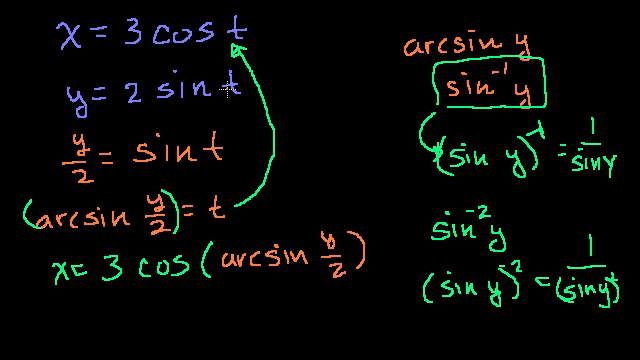 x = 3 cos t
y = 2 sin t
y/2 = sin t
(arcsin y/2) = t
x = 3 cos (arcsin y/2)
arcsin y
sin⁻¹ y
(sin y)⁻¹ = 1/sin y
sin⁻² y
(sin y)⁻² = 1/(sin y)²